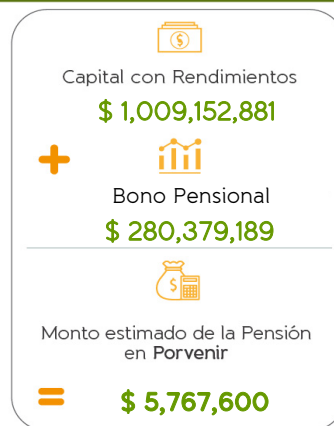 Capital con Rendimientos
$ 1,009,152,881
+
Bono Pensional
$ 280,379,189
Monto estimado de la Pensión
en Porvenir
= $ 5,767,600